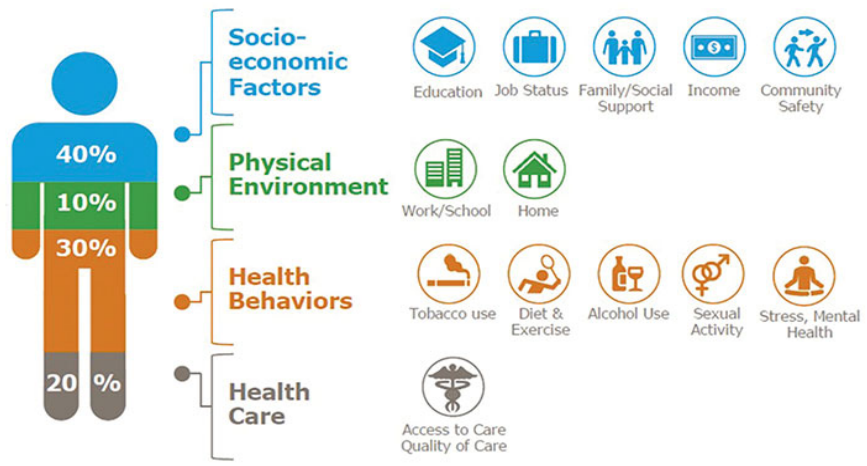 Socio-
economic
Factors
Education
Job Status
Family/Social
Support
Income
Community
Safety
40%
Physical
Environment
10%
Work/School
Home
30%
Health
Behaviors
Tobacco use
Diet &
Exercise
Alcohol Use
Sexual
Activity
Stress, Mental
Health
20 %
Health
Care
$
Access to Care
Quality of Care